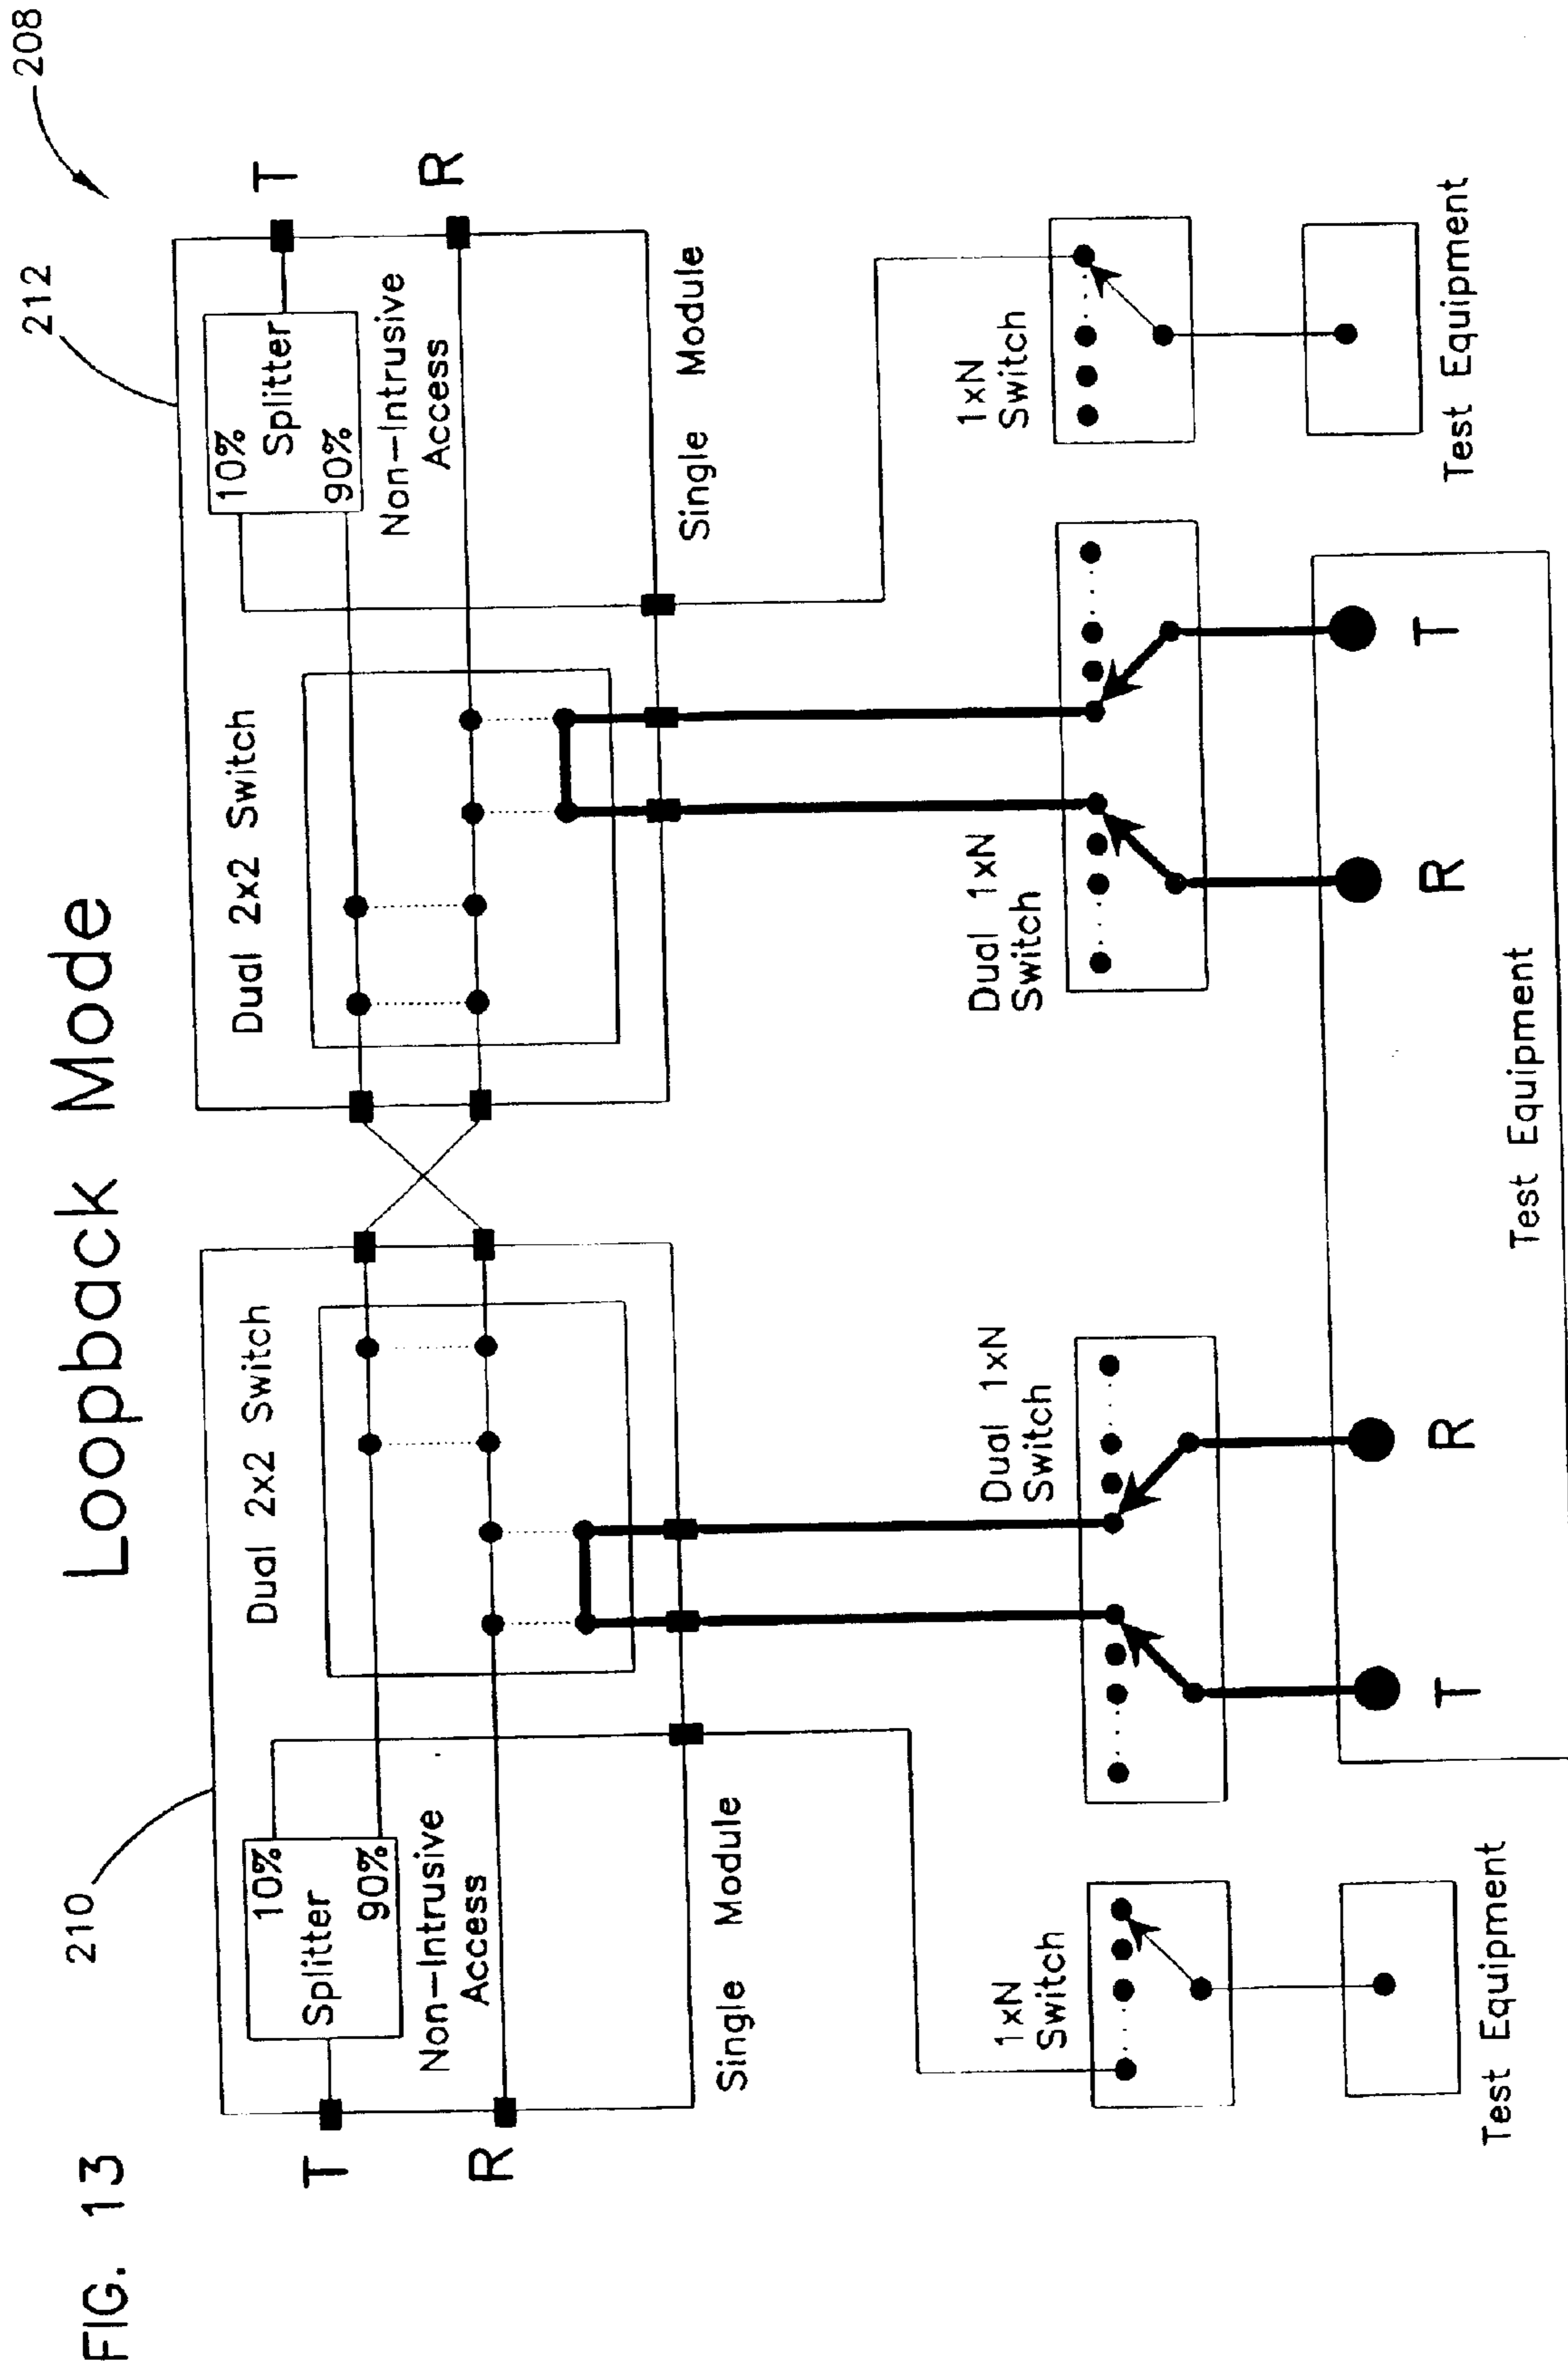 FIG. 13
Loopback Mode
208
210
212
T
R
10%
Splitter
90%
Non-Intrusive
Access
Dual 2x2 Switch
Single Module
Dual 2x2 Switch
10%
Splitter
90%
Non-Intrusive
Access
Single Module
T
R
1xN
Switch
Dual 1xN
Switch
Dual 1xN
Switch
1xN
Switch
Test Equipment
T
R
R
T
Test Equipment
Test Equipment